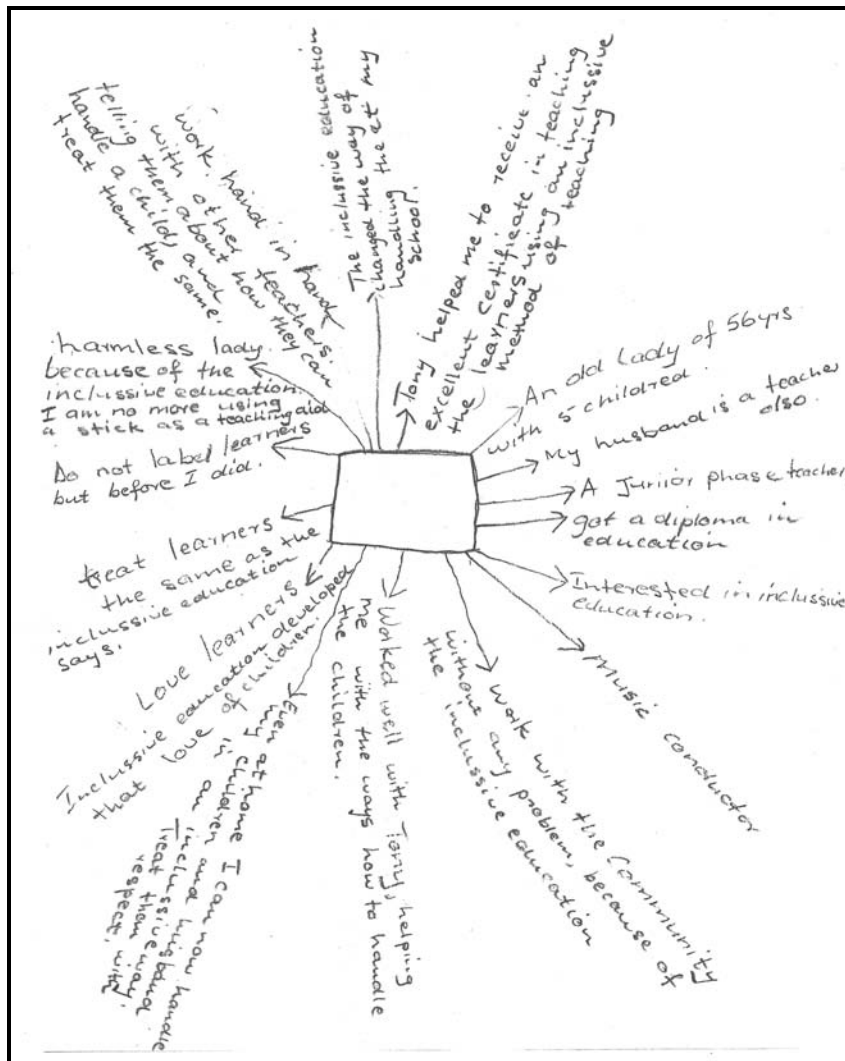 work hand in hand
with other teachers.
telling them about how they can
handle a child, and
treat them the same.
The inclussive education
changed the way of
handling the at my
school.
Tony helped me to receive an
excellent certificate in teaching
the learners using an inclussive
method of teaching
An old lady of 56yrs
with 5 childred.
My husband is a teacher
also.
A Juniior phase teacher
got a diploma in
education
Interested in inclussive
education.
Music conductor
Work with the Community
without any problem, because of
the inclussive education
Worked well with Tony, helping
me with the ways how to handle
the children.
Even at home I can now handle
my children and husband
in an inclussive way.
Treat them with
respect.
Love learners
Inclussive education developed
that love of children.
treat learners
the same as the
inclussive education
says.
Do not label learners
but before I did.
harmless lady
because of the
inclussive education.
I am no more using
a stick as a teaching aid